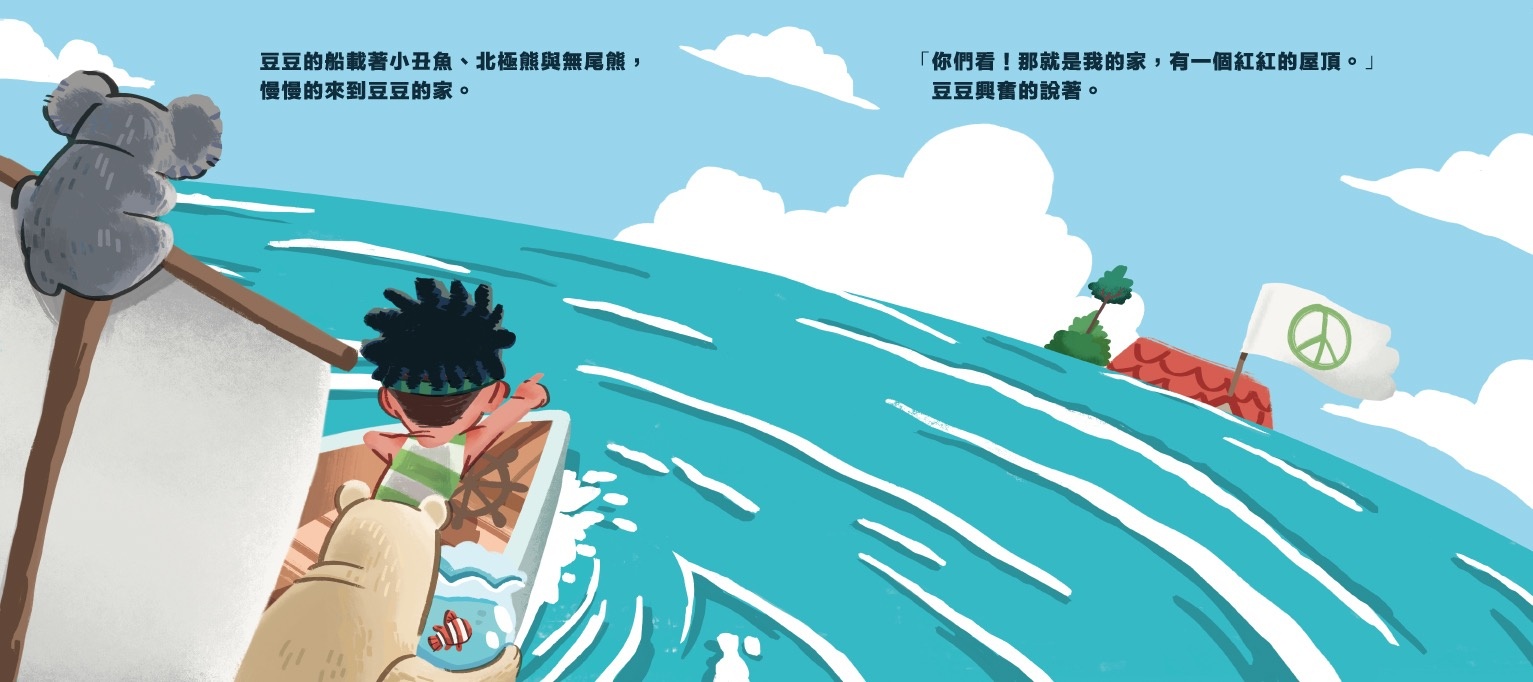 豆豆的船載著小丑魚、北極熊與無尾熊，
慢慢的來到豆豆的家。
「你們看！那就是我的家，有一個紅紅的屋頂。」
豆豆興奮的說著。